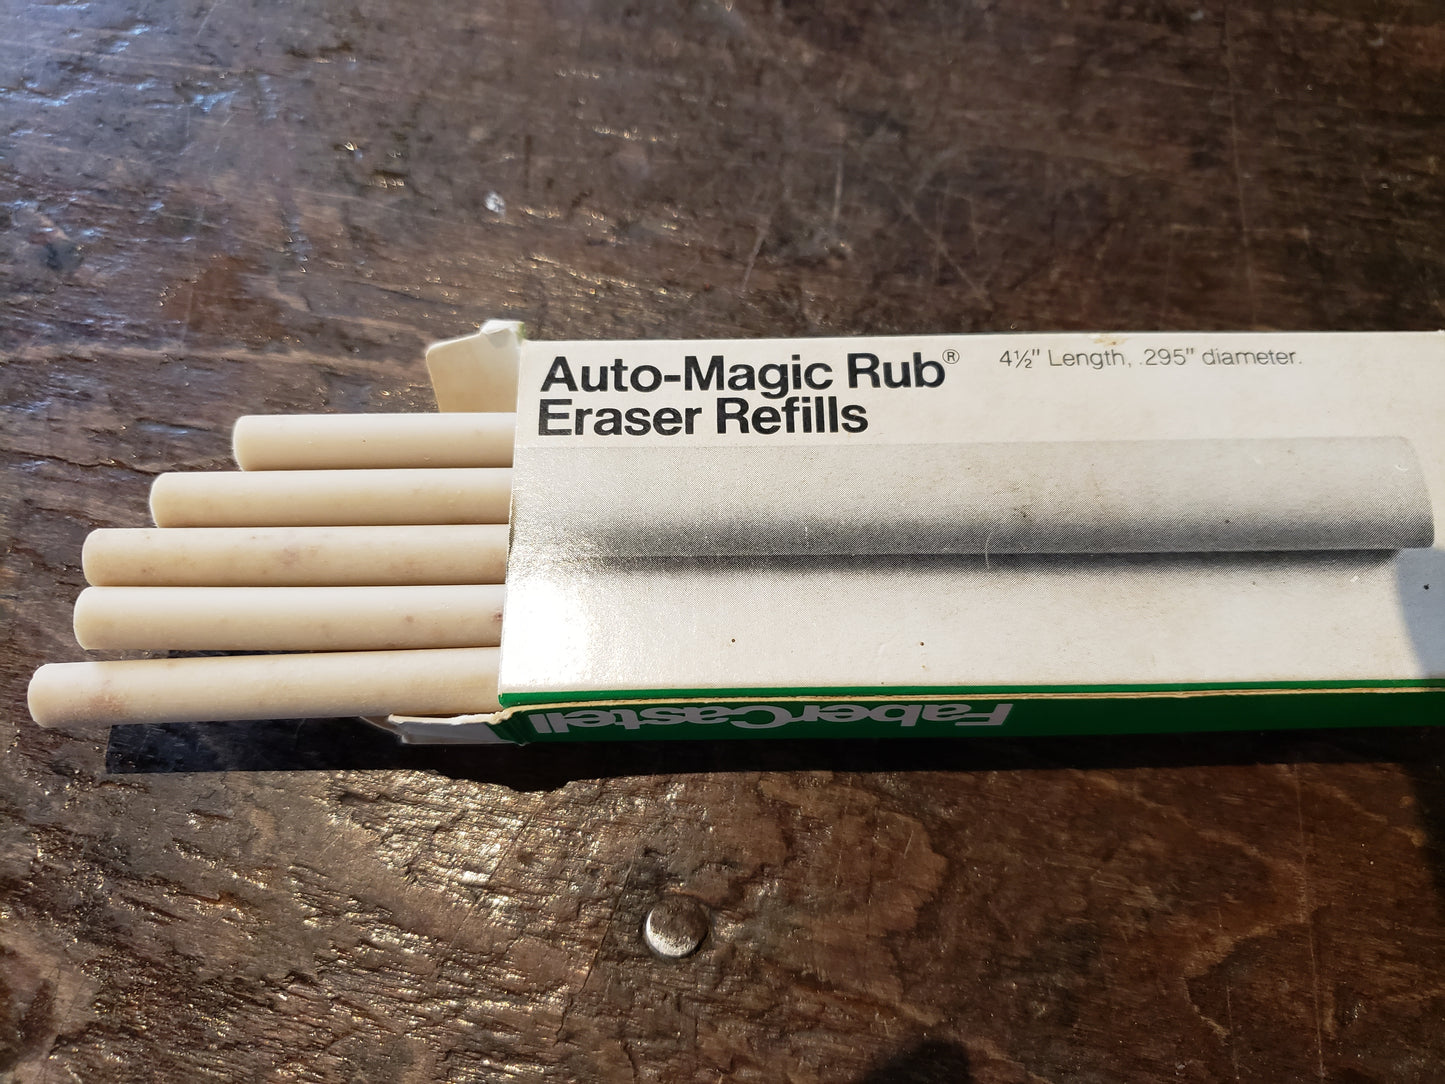 Auto-Magic Rub® 4½" Length, .295" diameter.
Eraser Refills
FaberCastell